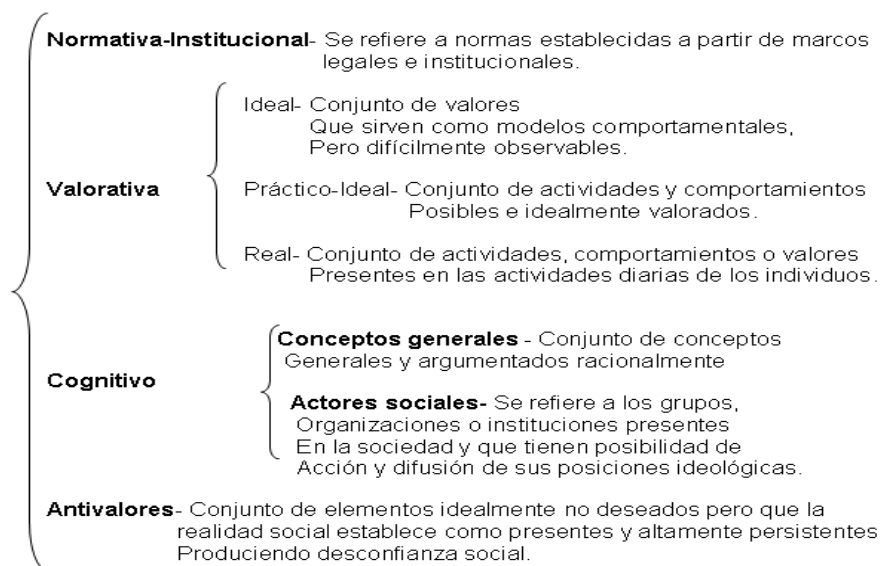 Normativa-Institucional- Se refiere a normas establecidas a partir de marcos
legales e institucionales.
Ideal- Conjunto de valores
Que sirven como modelos comportamentales,
Pero difícilmente observables.
Valorativa
Práctico-Ideal- Conjunto de actividades y comportamientos
Posibles e idealmente valorados.
Real- Conjunto de actividades, comportamientos o valores
Presentes en las actividades diarias de los individuos.
Conceptos generales - Conjunto de conceptos
Generales y argumentados racionalmente
Cognitivo
Actores sociales- Se refiere a los grupos,
Organizaciones o instituciones presentes
En la sociedad y que tienen posibilidad de
Acción y difusión de sus posiciones ideológicas.
Antivalores- Conjunto de elementos idealmente no deseados pero que la
realidad social establece como presentes y altamente persistentes
Produciendo desconfianza social.